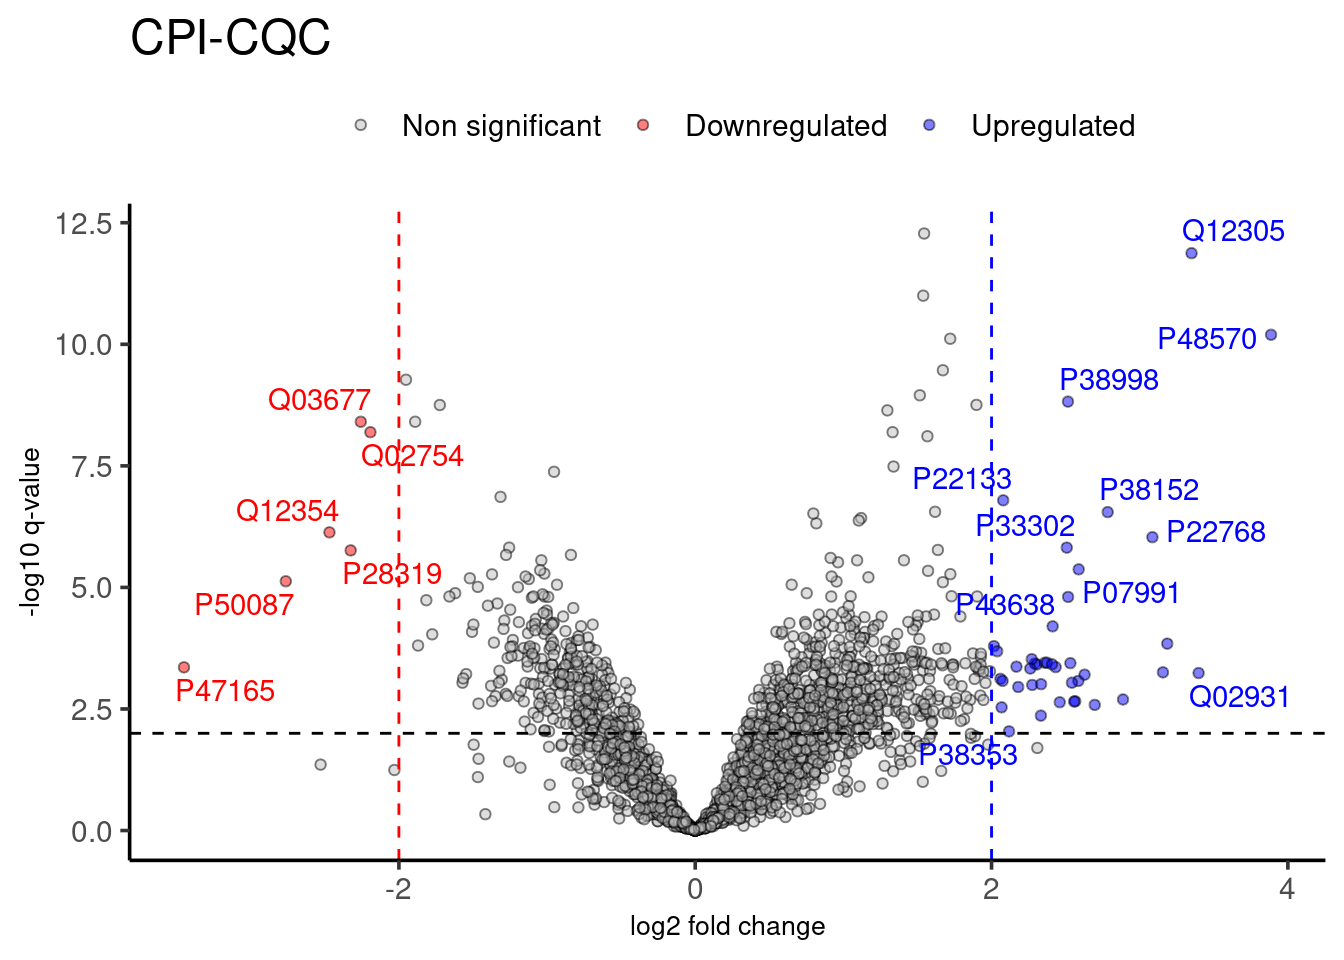 CPI-CQC
Non significant
Downregulated
Upregulated
12.5
10.0
7.5
5.0
2.5
0.0
-log10 q-value
Q12305
P48570
P38998
Q03677
Q02754
P22133
P38152
Q12354
P33302
P22768
P28319
P50087
P43638
P07991
P47165
Q02931
P38353
-2
0
2
4
log2 fold change